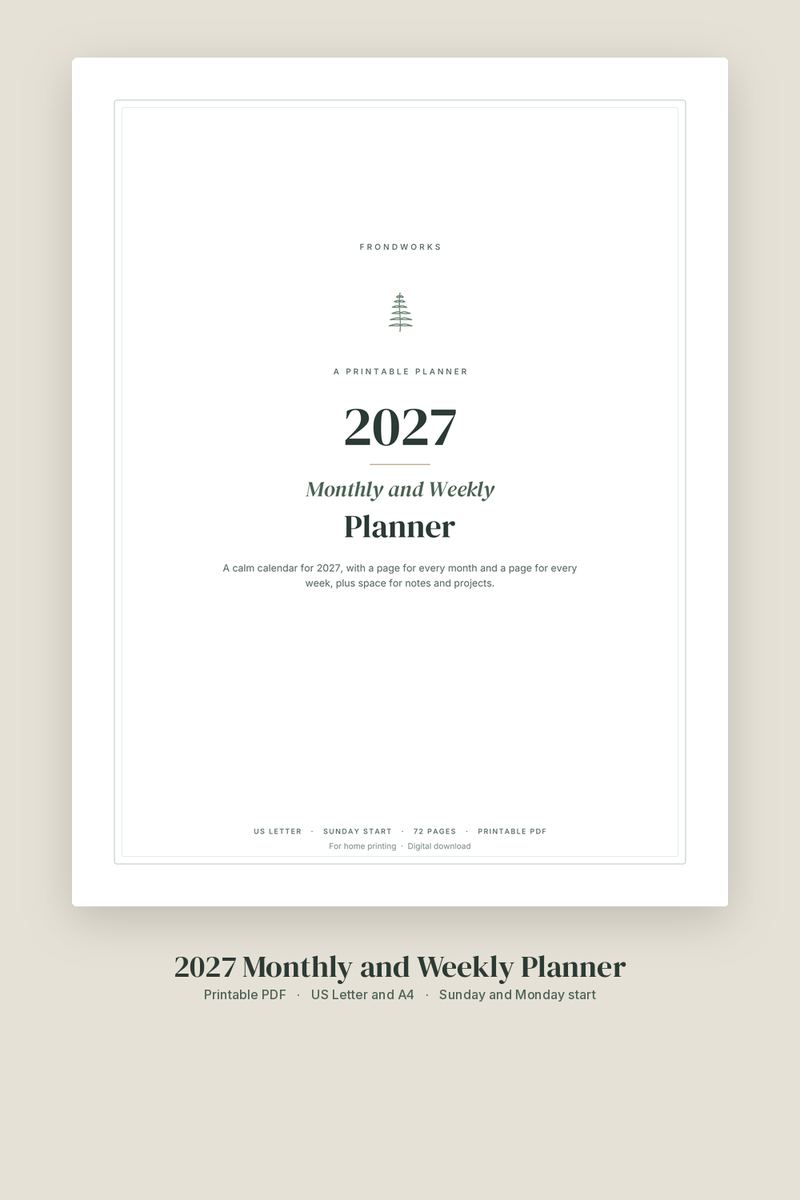 FRONDWORKS
A PRINTABLE PLANNER
2027
Monthly and Weekly
Planner
A calm calendar for 2027, with a page for every month and a page for every
week, plus space for notes and projects.
US LETTER · SUNDAY START · 72 PAGES · PRINTABLE PDF
For home printing · Digital download
2027 Monthly and Weekly Planner
Printable PDF · US Letter and A4 · Sunday and Monday start